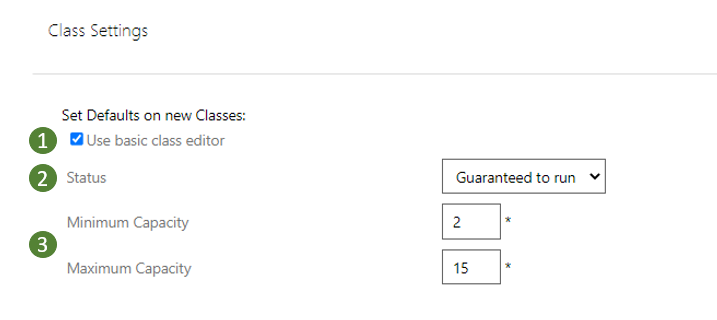 Class Settings
Set Defaults on new Classes:
1 Use basic class editor
2 Status Guaranteed to run
Minimum Capacity 2 *
3
Maximum Capacity 15 *